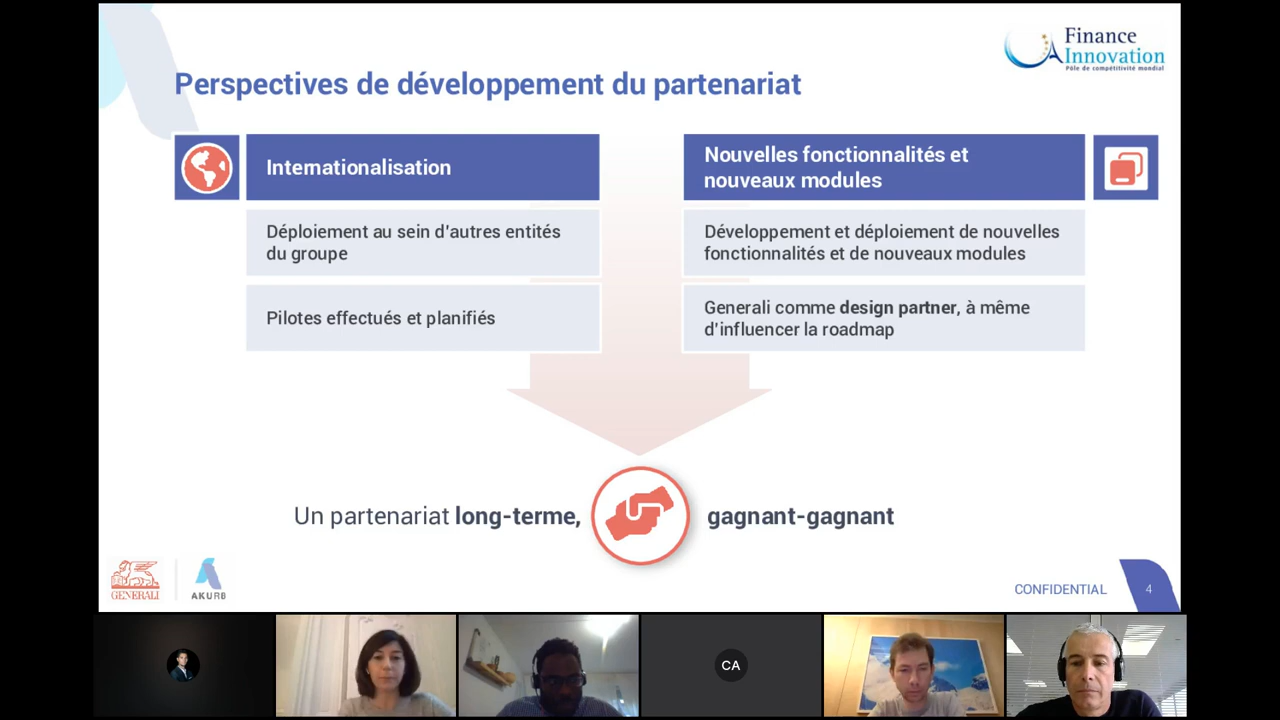 Finance
Innovation
Pôle de compétitivité mondial
Perspectives de développement du partenariat
Internationalisation
Déploiement au sein d'autres entités
du groupe
Pilotes effectués et planifiés
Nouvelles fonctionnalités et
nouveaux modules
Développement et déploiement de nouvelles
fonctionnalités et de nouveaux modules
Generali comme design partner, à même
d'influencer la roadmap
Un partenariat long-terme,
gagnant-gagnant
GENERALI
AKUR8
CONFIDENTIAL
4
CA